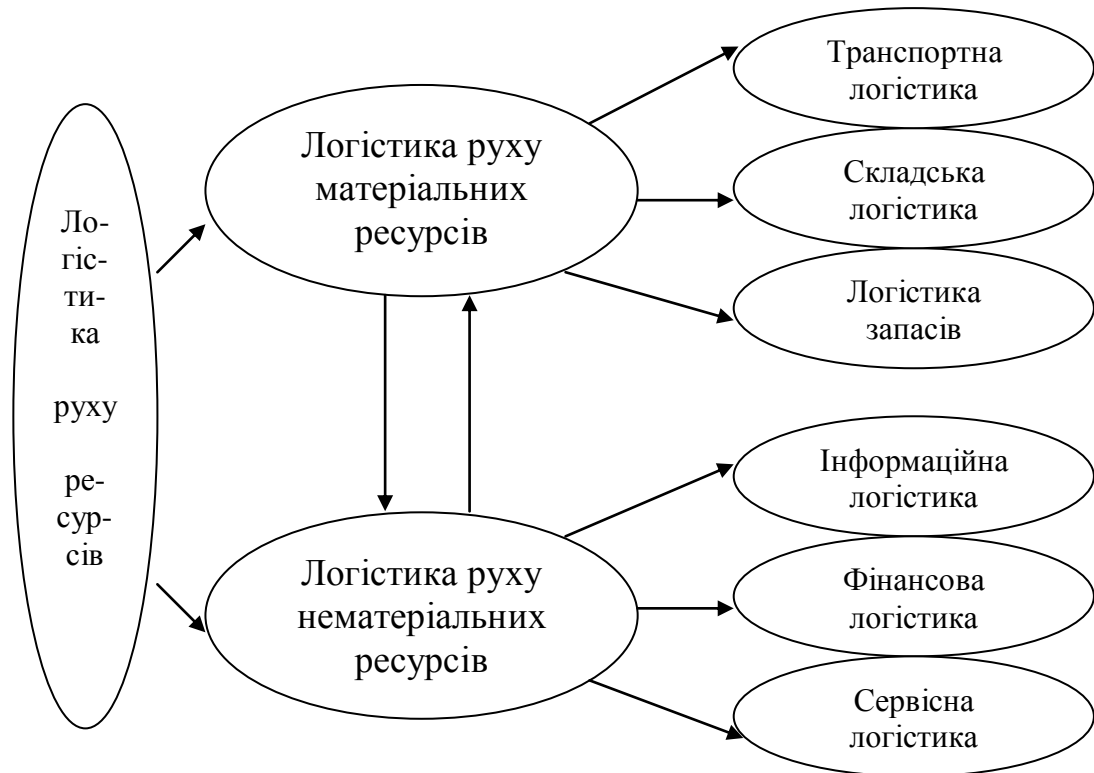 Ло-
гіс-
ти-
ка
руху
ре-
сур-
сів
Логістика руху
матеріальних
ресурсів
Логістика руху
нематеріальних
ресурсів
Транспортна
логістика
Складська
логістика
Логістика
запасів
Інформаційна
логістика
Фінансова
логістика
Сервісна
логістика